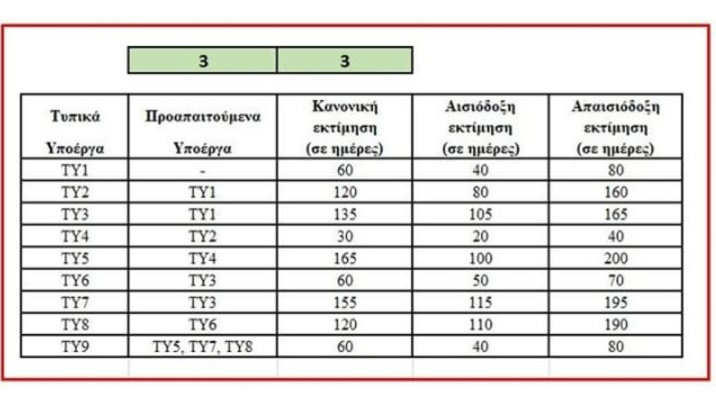 3 3
Τυπικά Υποέργα Προαπαιτούμενα Υποέργα Κανονική εκτίμηση (σε ημέρες) Αισιόδοξη εκτίμηση (σε ημέρες) Απαισιόδοξη εκτίμηση (σε ημέρες)
ΤΥ1 - 60 40 80
ΤΥ2 ΤΥ1 120 80 160
ΤΥ3 ΤΥ1 135 105 165
ΤΥ4 ΤΥ2 30 20 40
ΤΥ5 ΤΥ4 165 100 200
ΤΥ6 ΤΥ3 60 50 70
ΤΥ7 ΤΥ3 155 115 195
ΤΥ8 ΤΥ6 120 110 190
ΤΥ9 ΤΥ5, ΤΥ7, ΤΥ8 60 40 80